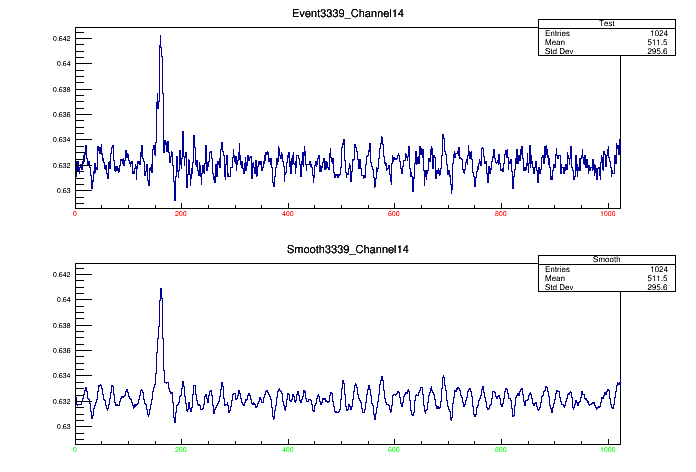 Event3339_Channel14
Test
Entries 1024
Mean 511.5
Std Dev 295.6
0.642
0.64
0.638
0.636
0.634
0.632
0.63
0 200 400 600 800 1000
Smooth3339_Channel14
Smooth
Entries 1024
Mean 511.5
Std Dev 295.6
0.642
0.64
0.638
0.636
0.634
0.632
0.63
0 200 400 600 800 1000